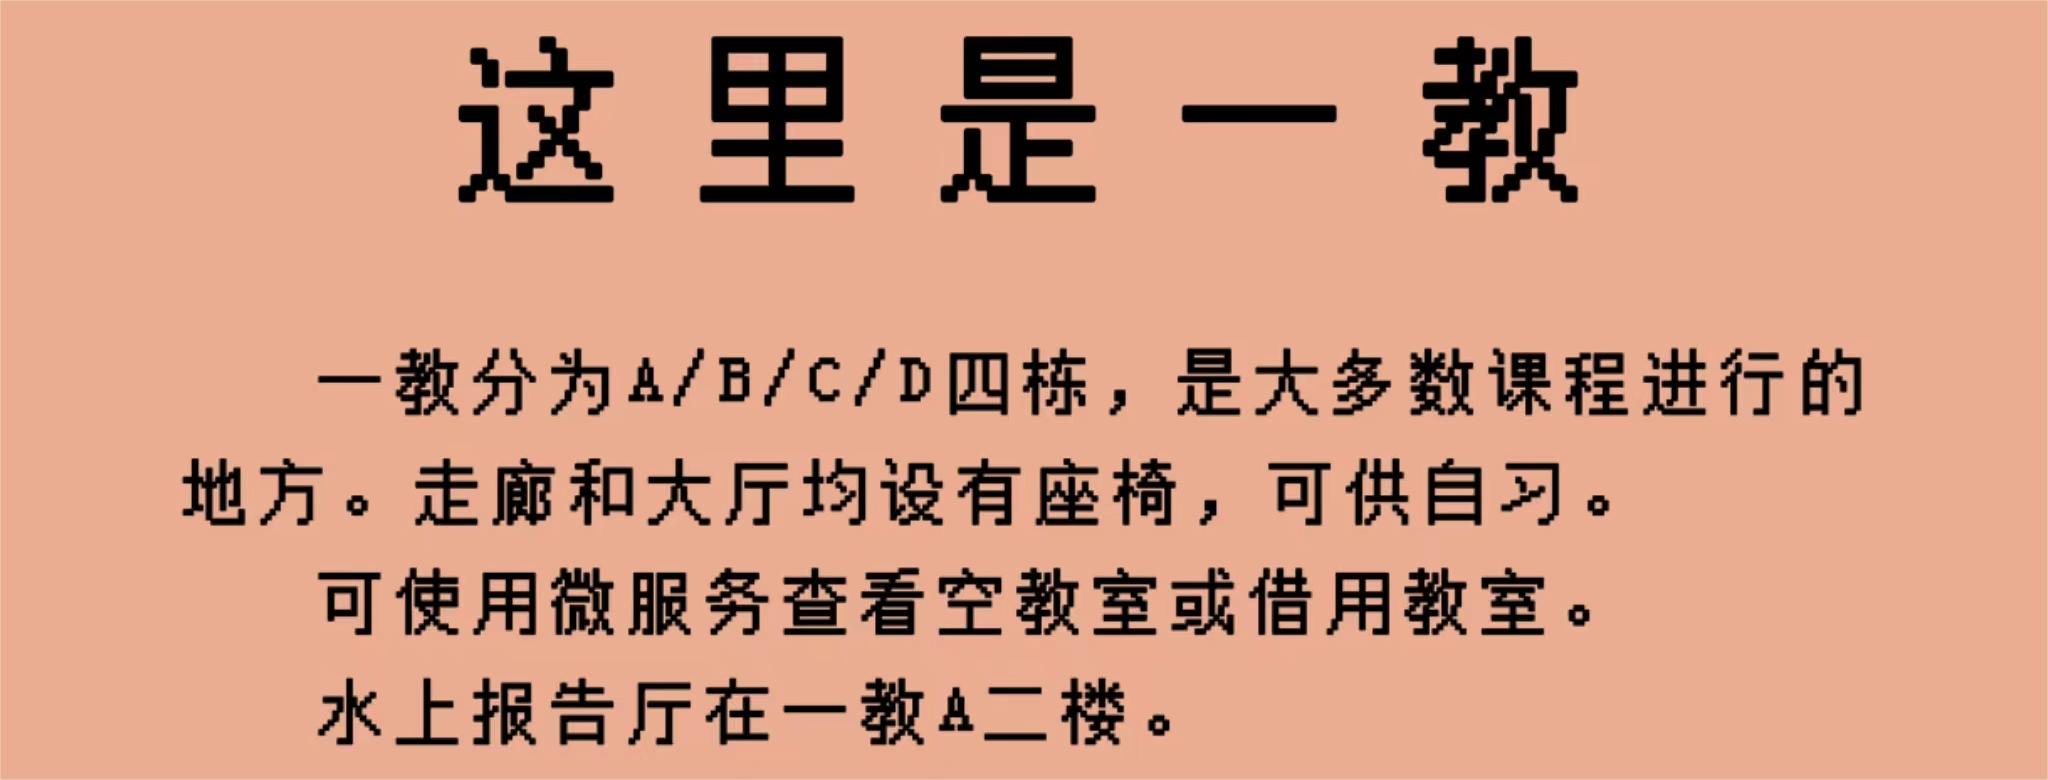 这里是一教
一教分为A/B/C/D四栋，是大多数课程进行的
地方。走廊和大厅均设有座椅，可供自习。
可使用微服务查看空教室或借用教室。
水上报告厅在一教A二楼。